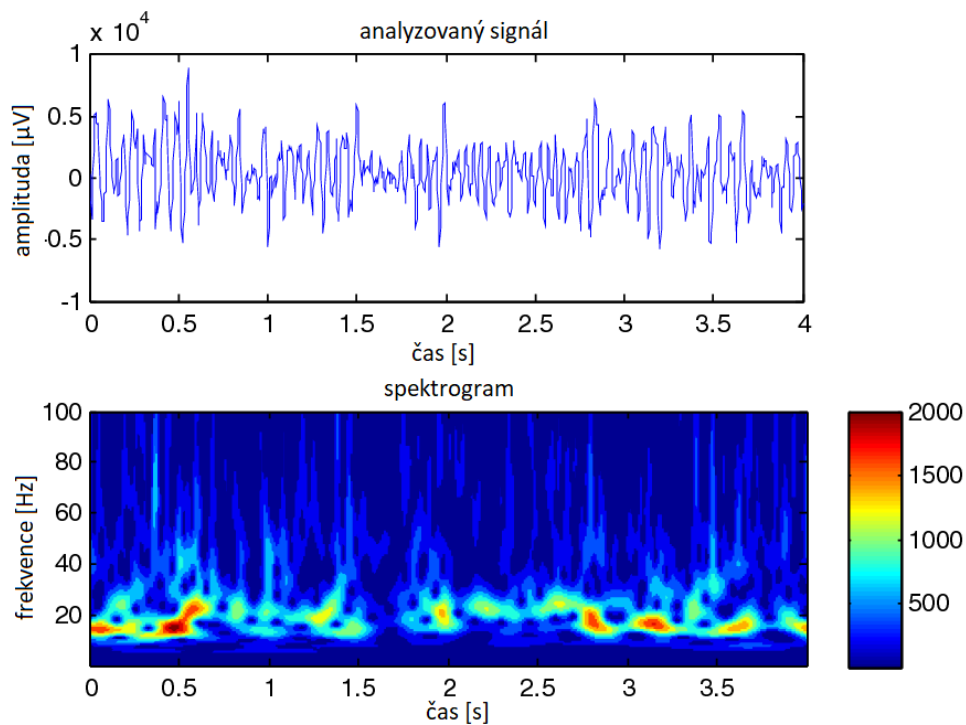 x 10⁴
analyzovaný signál
1
0.5
0
-0.5
-1
amplituda [µV]
0 0.5 1 1.5 2 2.5 3 3.5 4
čas [s]
spektrogram
100
80
60
40
20
frekvence [Hz]
0 0.5 1 1.5 2 2.5 3 3.5
čas [s]
2000
1500
1000
500